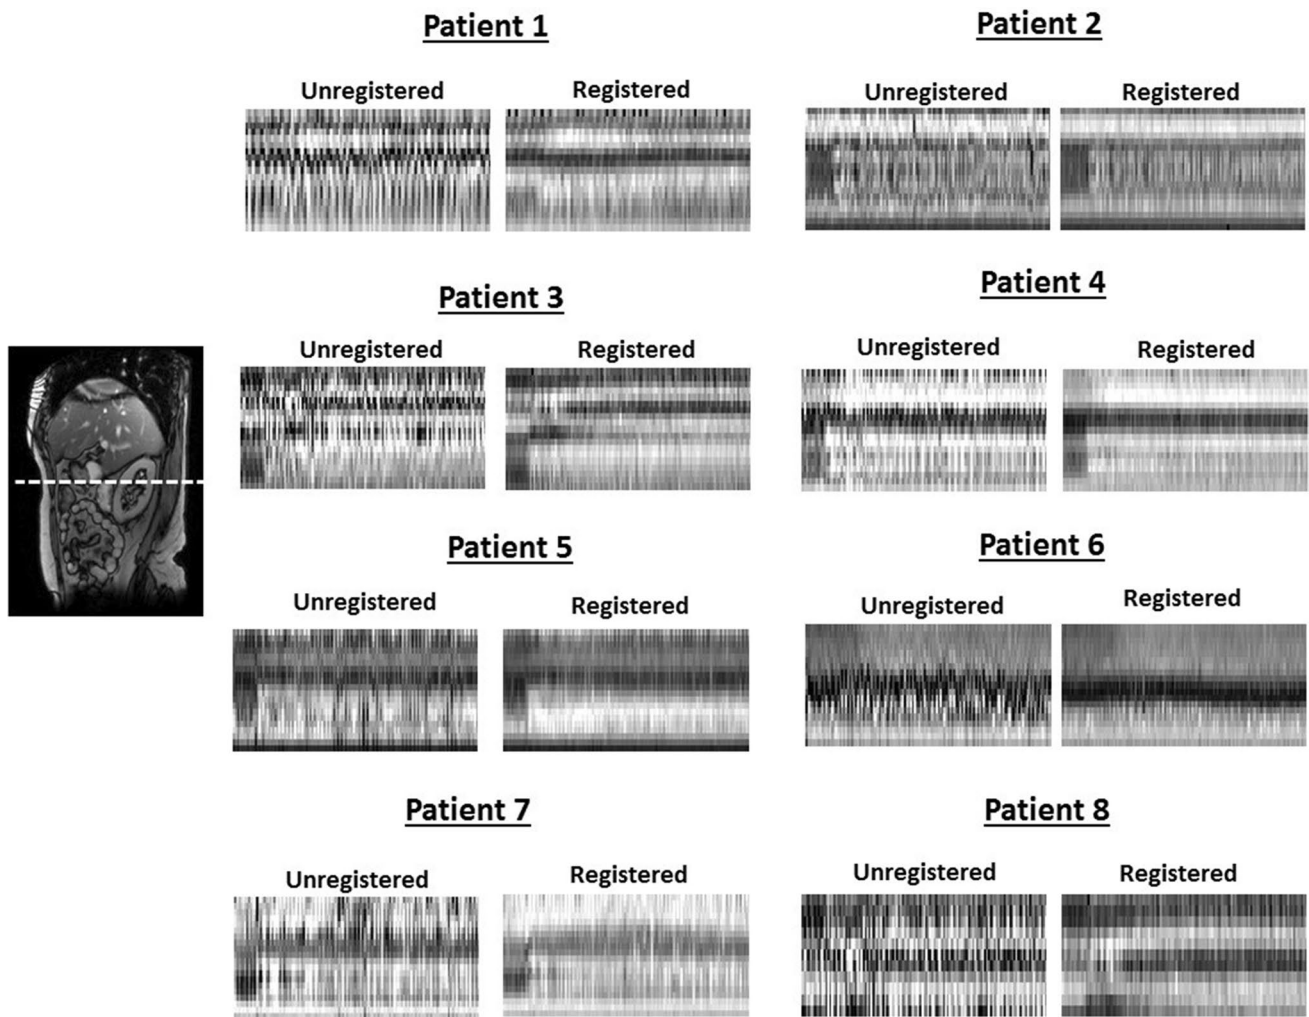 Patient 1
Patient 2
Unregistered
Registered
Unregistered
Registered
Patient 3
Patient 4
Unregistered
Registered
Unregistered
Registered
Patient 5
Patient 6
Unregistered
Registered
Unregistered
Registered
Patient 7
Patient 8
Unregistered
Registered
Unregistered
Registered